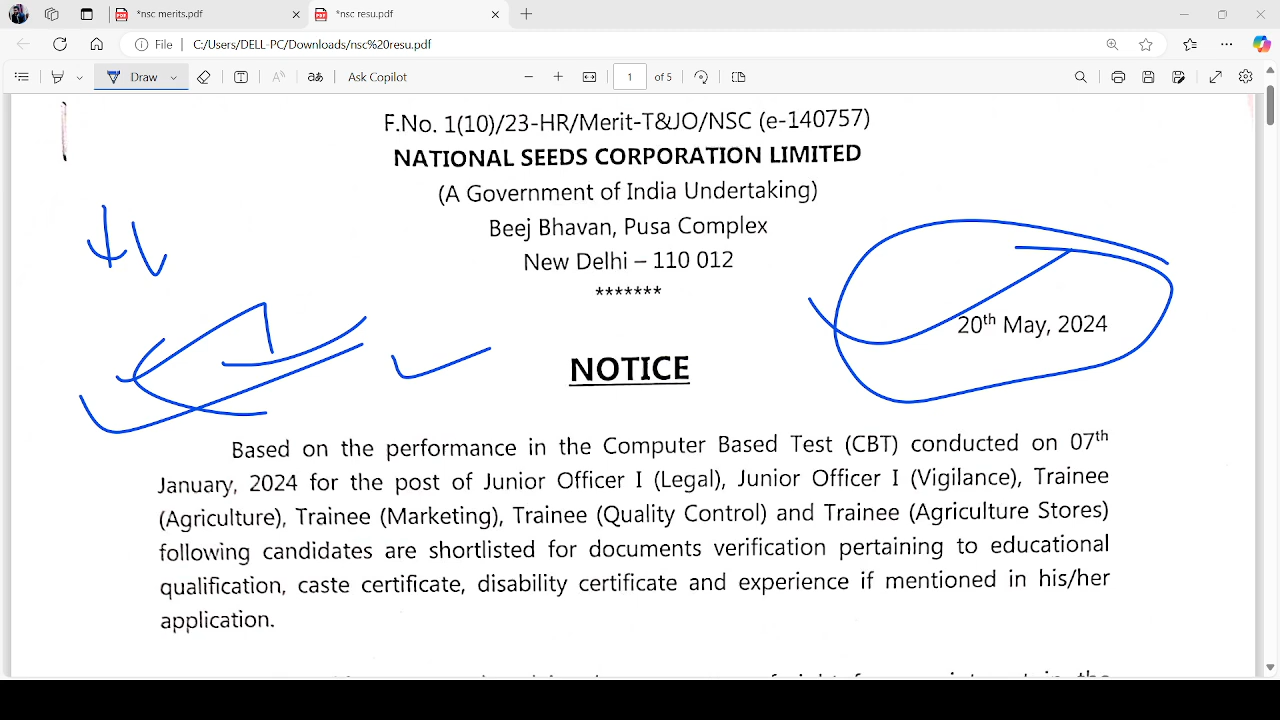 *nsc merits.pdf
*nsc resu.pdf
File
C:/Users/DELL-PC/Downloads/nsc%20resu.pdf
Draw
Ask Copilot
1
of 5
F.No. 1(10)/23-HR/Merit-T&JO/NSC (e-140757)
NATIONAL SEEDS CORPORATION LIMITED
(A Government of India Undertaking)
Beej Bhavan, Pusa Complex
New Delhi – 110 012
*******
20th May, 2024
NOTICE
Based on the performance in the Computer Based Test (CBT) conducted on 07th
January, 2024 for the post of Junior Officer I (Legal), Junior Officer I (Vigilance), Trainee
(Agriculture), Trainee (Marketing), Trainee (Quality Control) and Trainee (Agriculture Stores)
following candidates are shortlisted for documents verification pertaining to educational
qualification, caste certificate, disability certificate and experience if mentioned in his/her
application.